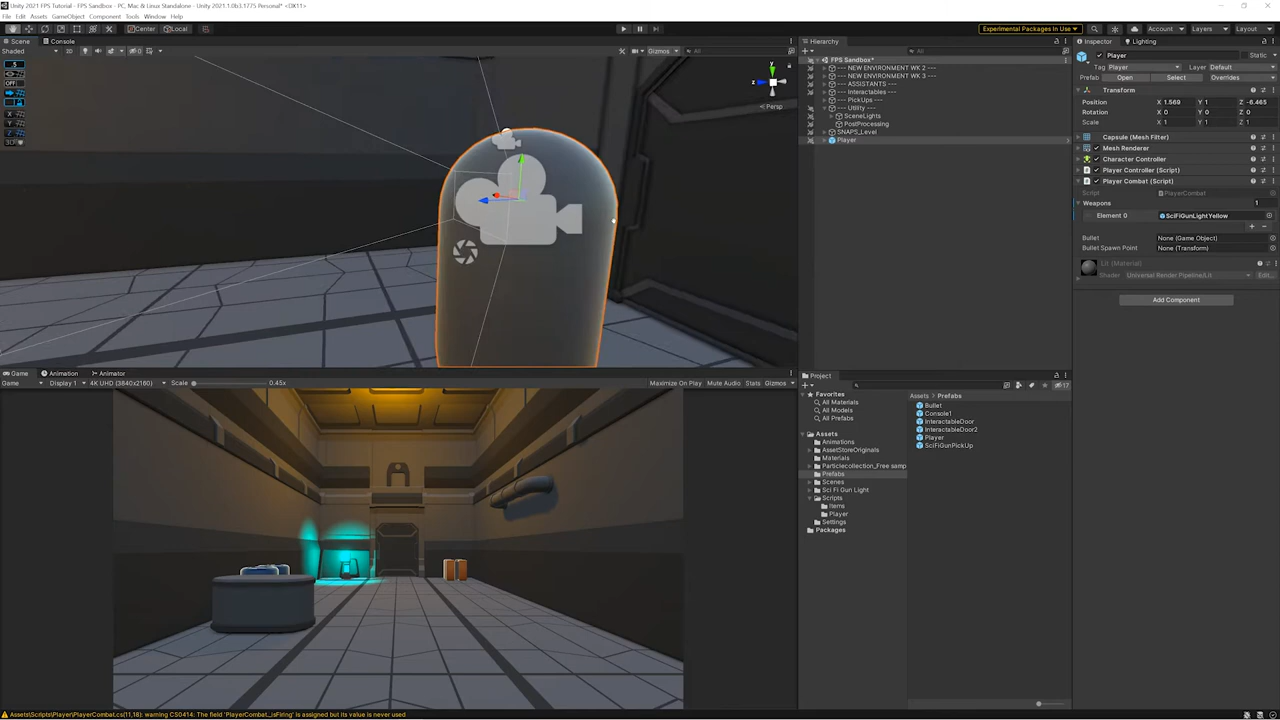 Unity 2021 FPS Tutorial - FPS Sandbox - PC, Mac & Linux Standalone - Unity 2021.1.0b3.1775 Personal* <DX11>
File Edit Assets GameObject Component Tools Window Help
Center Local
Experimental Packages In Use
Account Layers Layout
Scene Console
Shaded 2D Gizmos All
S
OFF
X
Y
Z
3D
y
z
Persp
Game Animation Animator
Game Display 1 4K UHD (3840x2160) Scale 0.45x Maximize On Play Mute Audio Stats Gizmos
Hierarchy
All
FPS Sandbox*
--- NEW ENVIRONMENT WK 2 ---
--- NEW ENVIRONMENT WK 3 ---
--- ASSISTANTS ---
--- Interactables ---
--- PickUps ---
--- Utility ---
SceneLights
PostProcessing
SNAPS_Level
Player
Project
17
Favorites
All Materials
All Models
All Prefabs
Assets
Animations
AssetStoreOriginals
Materials
Particlecollection_Free samp
Prefabs
Scenes
Sci Fi Gun Light
Scripts
Items
Player
Settings
Packages
Assets Prefabs
Bullet
Console1
InteractableDoor
InteractableDoor2
Player
SciFiGunPickUp
Inspector Lighting
Player Static
Tag Player Layer Default
Prefab Open Select Overrides
Transform
Position X 1.569 Y 1 Z -6.465
Rotation X 0 Y 0 Z 0
Scale X 1 Y 1 Z 1
Capsule (Mesh Filter)
Mesh Renderer
Character Controller
Player Controller (Script)
Player Combat (Script)
Script PlayerCombat
Weapons 1
Element 0 SciFiGunLightYellow
Bullet None (Game Object)
Bullet Spawn Point None (Transform)
Lit (Material)
Shader Universal Render Pipeline/Lit Edit...
Add Component
Assets\Scripts\Player\PlayerCombat.cs(11,18): warning CS0414: The field 'PlayerCombat._isFiring' is assigned but its value is never used